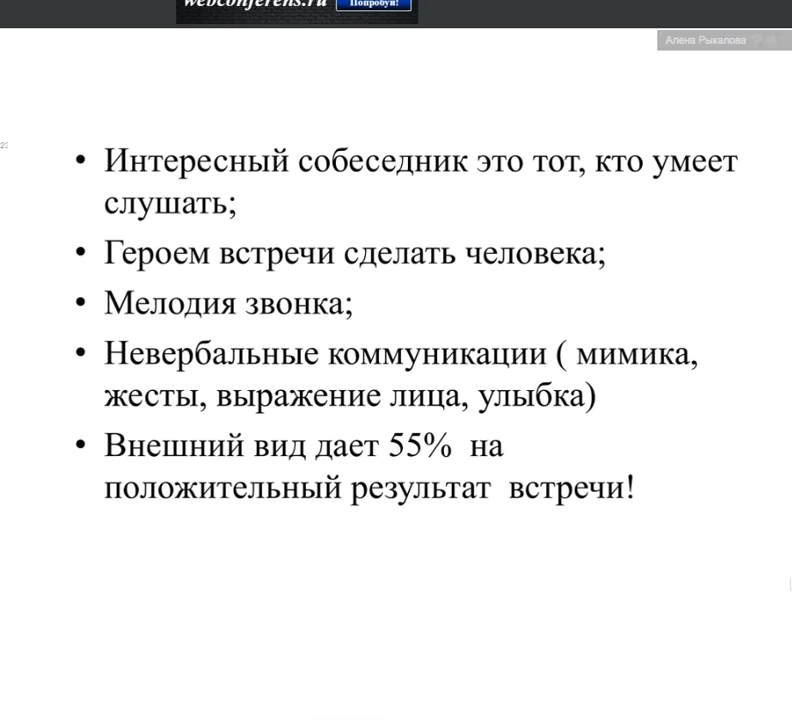 webconferens.ru Попробуй!
Алена Рыкалова
23
• Интересный собеседник это тот, кто умеет
слушать;
• Героем встречи сделать человека;
• Мелодия звонка;
• Невербальные коммуникации ( мимика,
жесты, выражение лица, улыбка)
• Внешний вид дает 55% на
положительный результат встречи!